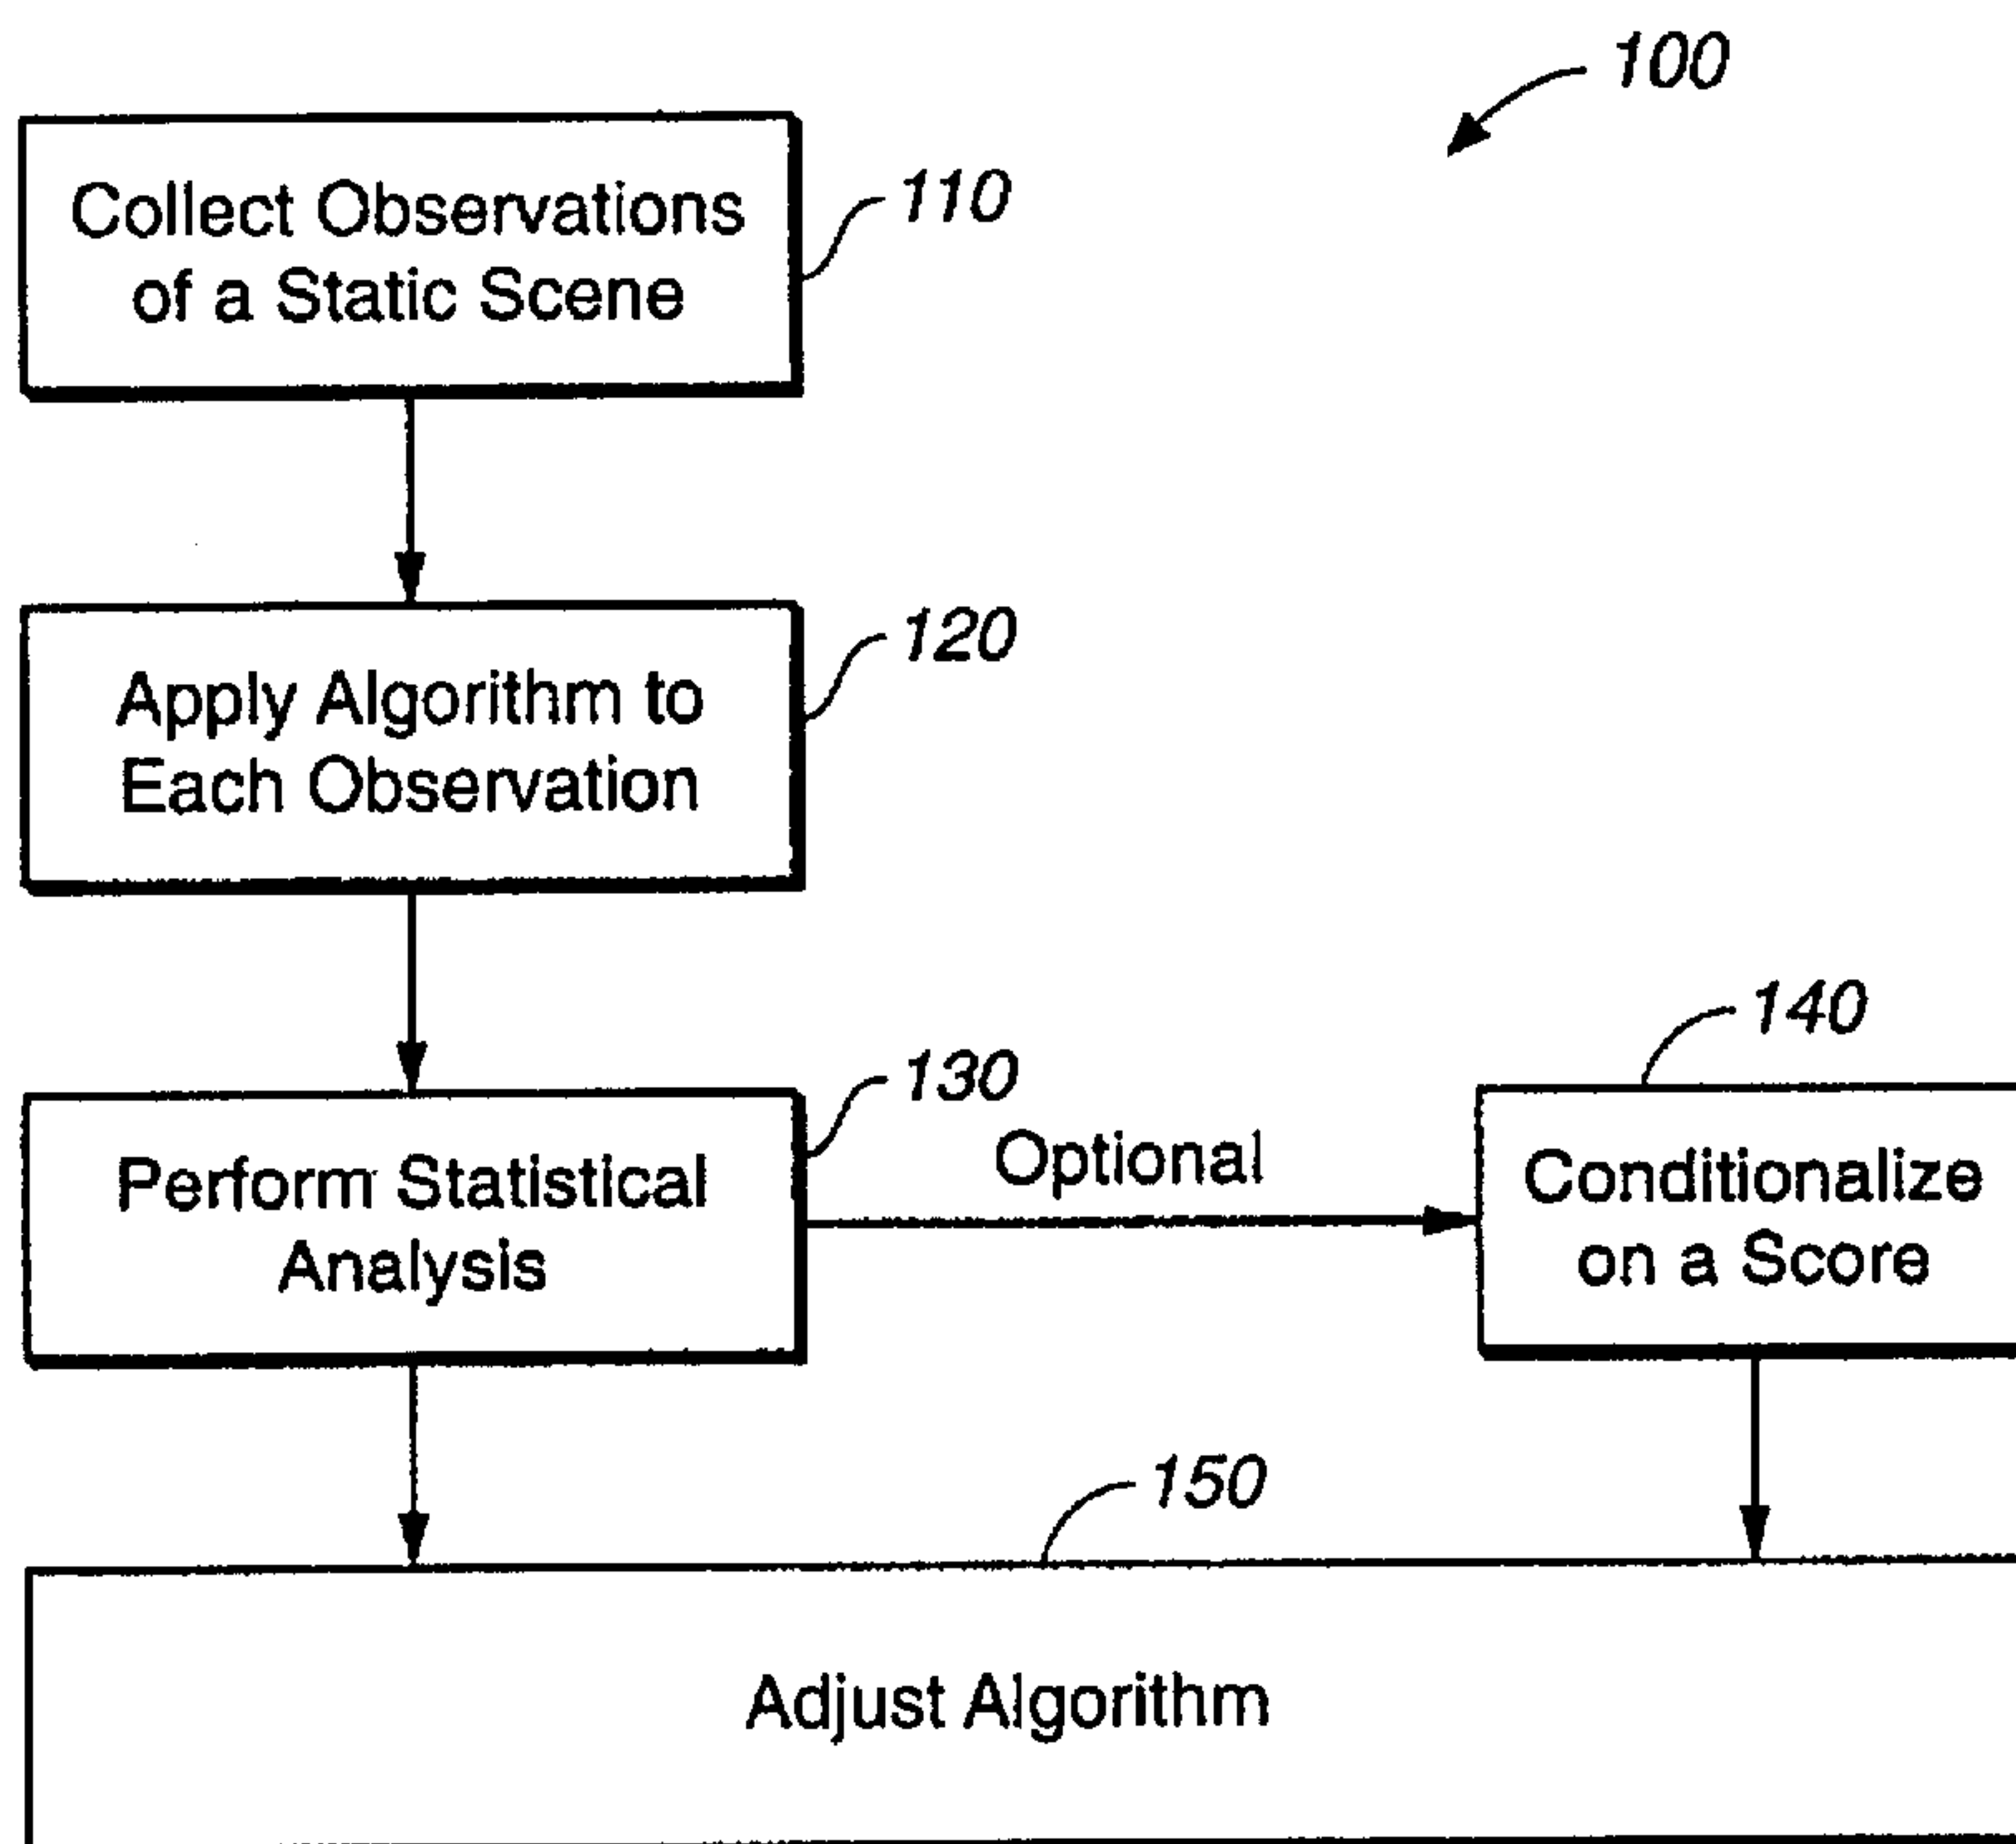 100
Collect Observations
of a Static Scene
110
Apply Algorithm to
Each Observation
120
Perform Statistical
Analysis
130
Optional
140
Conditionalize
on a Score
150
Adjust Algorithm